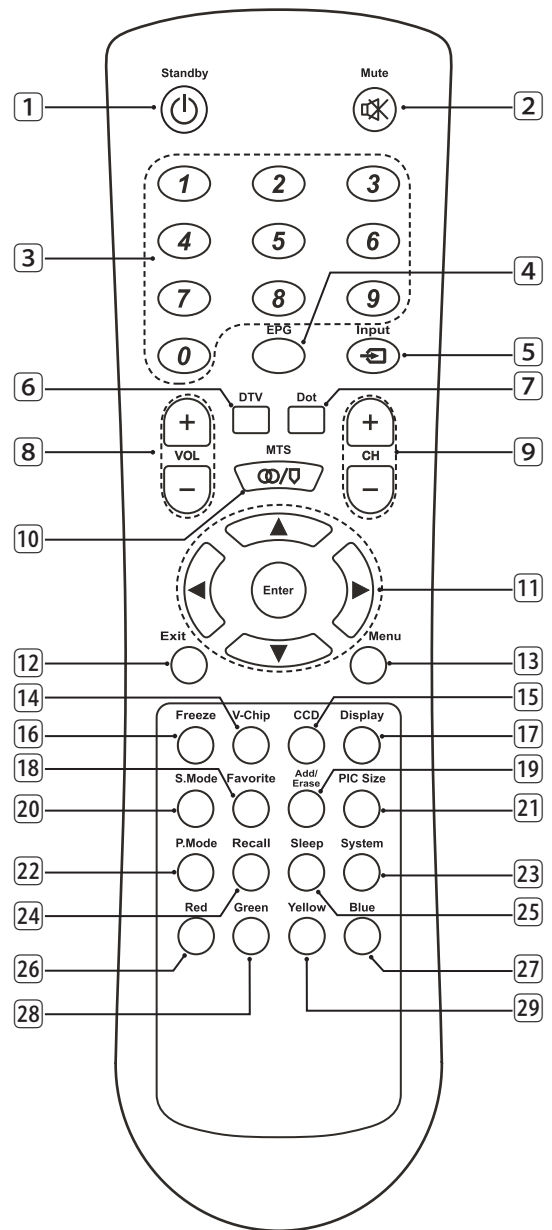 Standby Mute
1 2
1 2 3
4 5 6
3 4
7 8 9
EPG Input
0 5
6 DTV Dot 7
+ +
8 VOL MTS CH 9
- -
10
Enter 11
Exit Menu
12 13
14 15
Freeze V-Chip CCD Display
16 17
18 19
S.Mode Favorite Add/ PIC Size
Erase
20 21
P.Mode Recall Sleep System
22 23
24 25
Red Green Yellow Blue
26 27
28 29